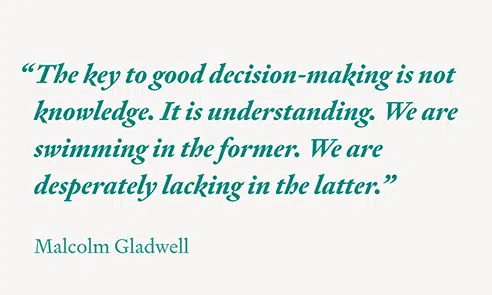 “The key to good decision-making is not
knowledge. It is understanding. We are
swimming in the former. We are
desperately lacking in the latter.”
Malcolm Gladwell